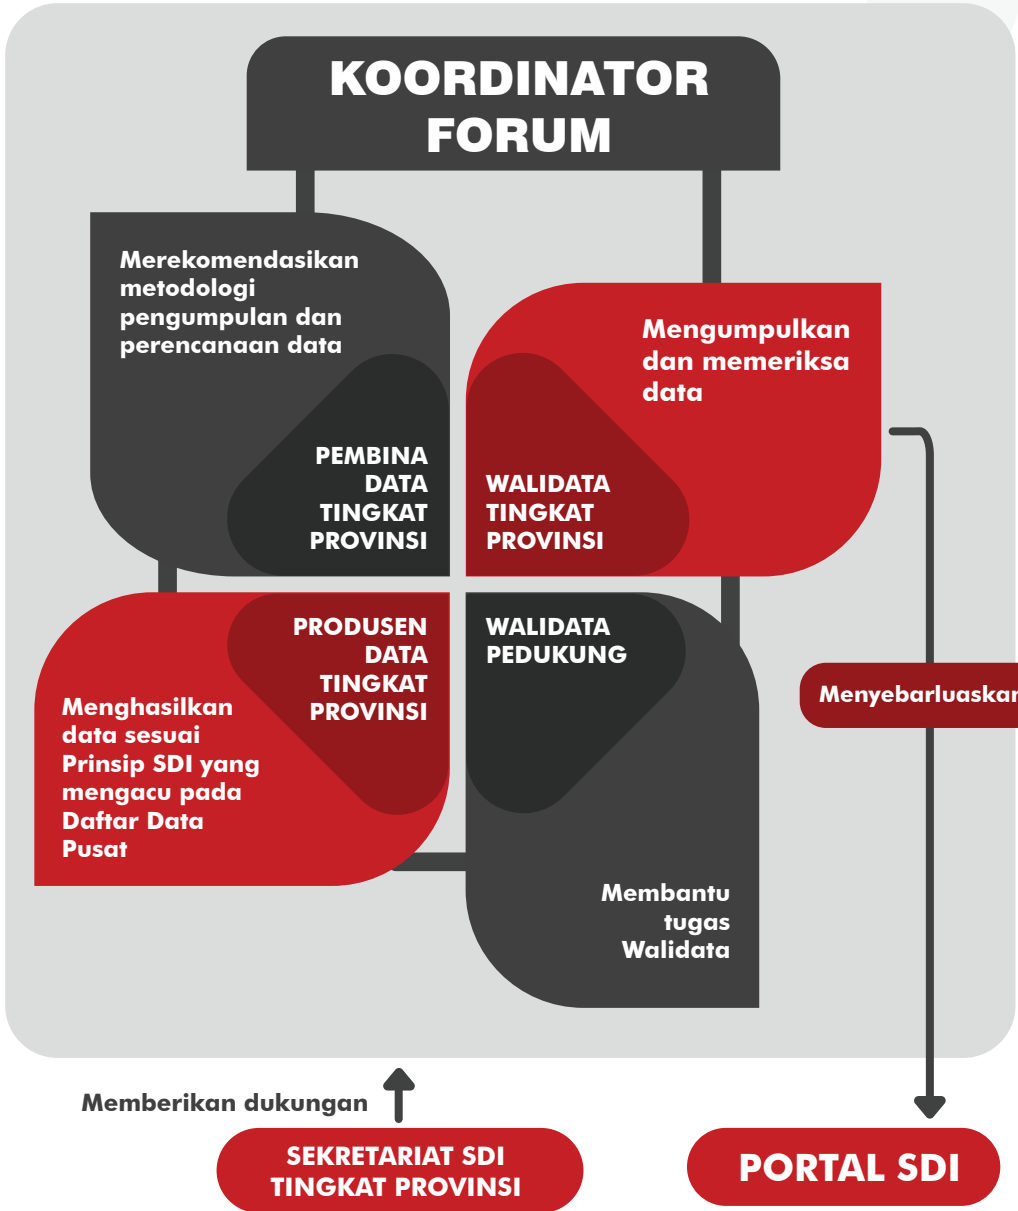 KOORDINATOR
FORUM
Merekomendasikan
metodologi
pengumpulan dan
perencanaan data
PEMBINA
DATA
TINGKAT
PROVINSI
Mengumpulkan
dan memeriksa
data
WALIDATA
TINGKAT
PROVINSI
PRODUSEN
DATA
TINGKAT
PROVINSI
Menghasilkan
data sesuai
Prinsip SDI yang
mengacu pada
Daftar Data
Pusat
WALIDATA
PEDUKUNG
Membantu
tugas
Walidata
Menyebarluaskan
Memberikan dukungan
SEKRETARIAT SDI
TINGKAT PROVINSI
PORTAL SDI